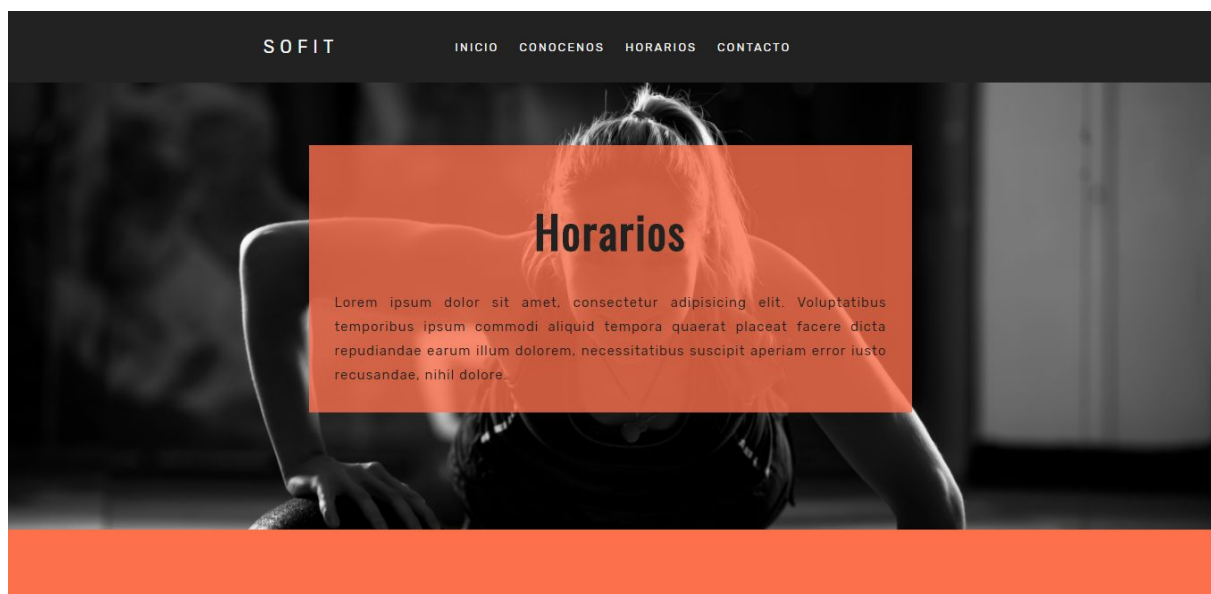 SOFIT
INICIO CONOCENOS HORARIOS CONTACTO
Horarios
Lorem ipsum dolor sit amet, consectetur adipisicing elit. Voluptatibus
temporibus ipsum commodi aliquid tempora quaerat placeat facere dicta
repudiandae earum illum dolorem, necessitatibus suscipit aperiam error iusto
recusandae, nihil dolore.